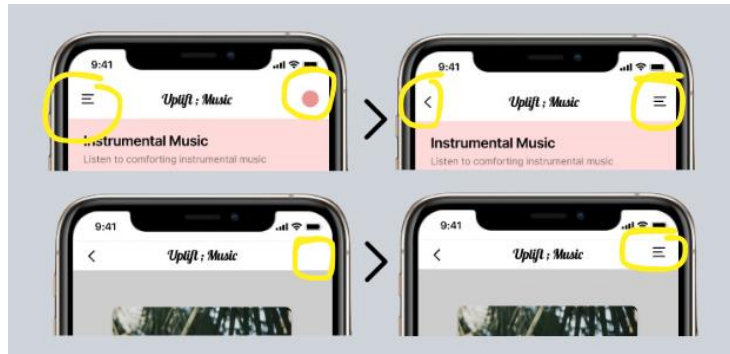 9:41
Uplift ; Music
Instrumental Music
Listen to comforting instrumental music
9:41
Uplift ; Music
Instrumental Music
Listen to comforting instrumental music
9:41
Uplift ; Music
9:41
Uplift ; Music